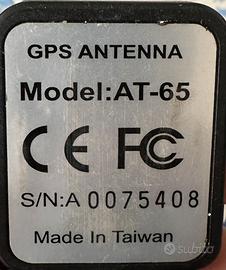 GPS ANTENNA
Model:AT-65
CE FC
S/N:A 0075408
Made In Taiwan
subito